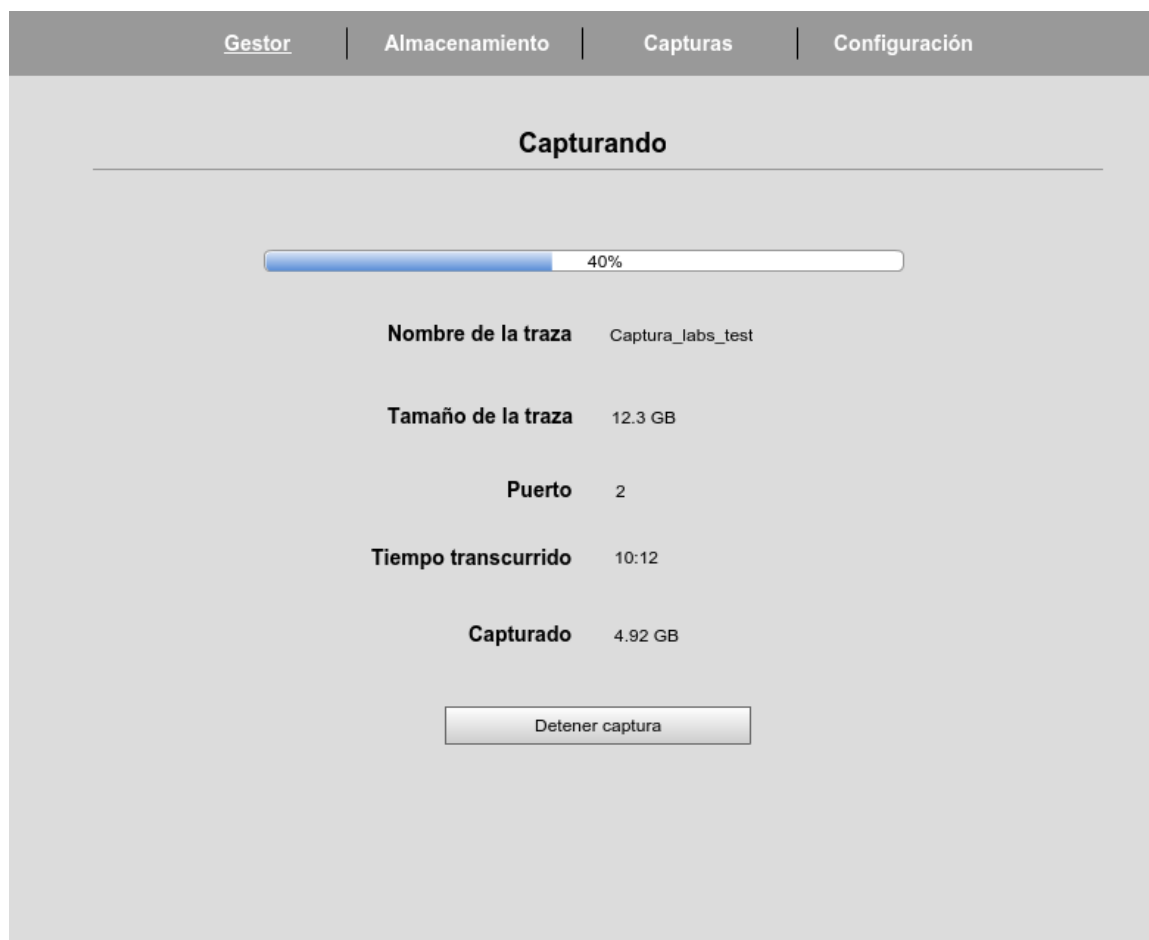 Gestor Almacenamiento Capturas Configuración
Capturando
40%
Nombre de la traza Captura_labs_test
Tamaño de la traza 12.3 GB
Puerto 2
Tiempo transcurrido 10:12
Capturado 4.92 GB
Detener captura